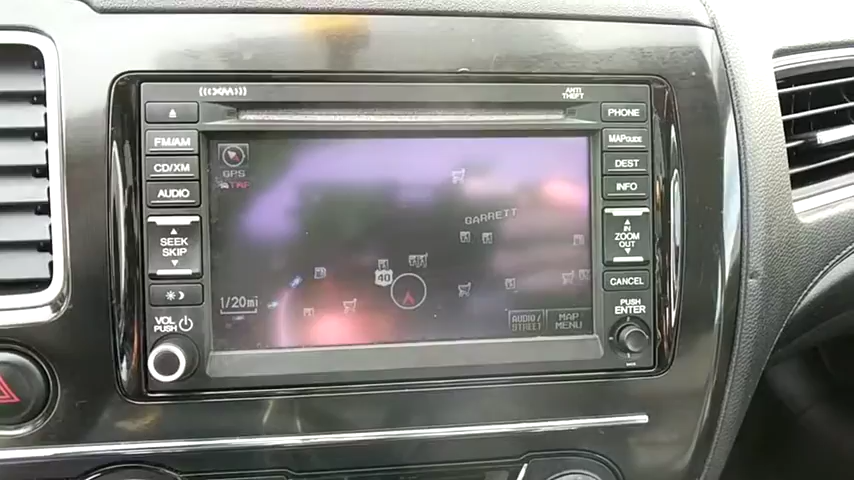 ((((XM))))
ANTI
THEFT
FM/AM
CD/XM
AUDIO
SEEK
SKIP
VOL
PUSH
PHONE
MAP GUIDE
DEST
INFO
IN
ZOOM
OUT
CANCEL
PUSH
ENTER
GPS
GARRETT
40
1/20mi
AUDIO/
STREET
MAP
MENU